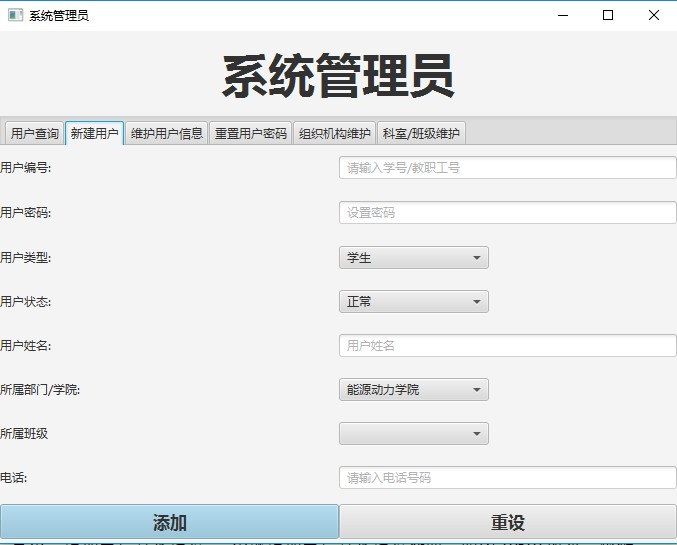 系统管理员
系统管理员
用户查询 新建用户 维护用户信息 重置用户密码 组织机构维护 科室/班级维护
用户编号: 请输入学号/教职工号
用户密码: 设置密码
用户类型: 学生
用户状态: 正常
用户姓名: 用户姓名
所属部门/学院: 能源动力学院
所属班级
电话: 请输入电话号码
添加 重设